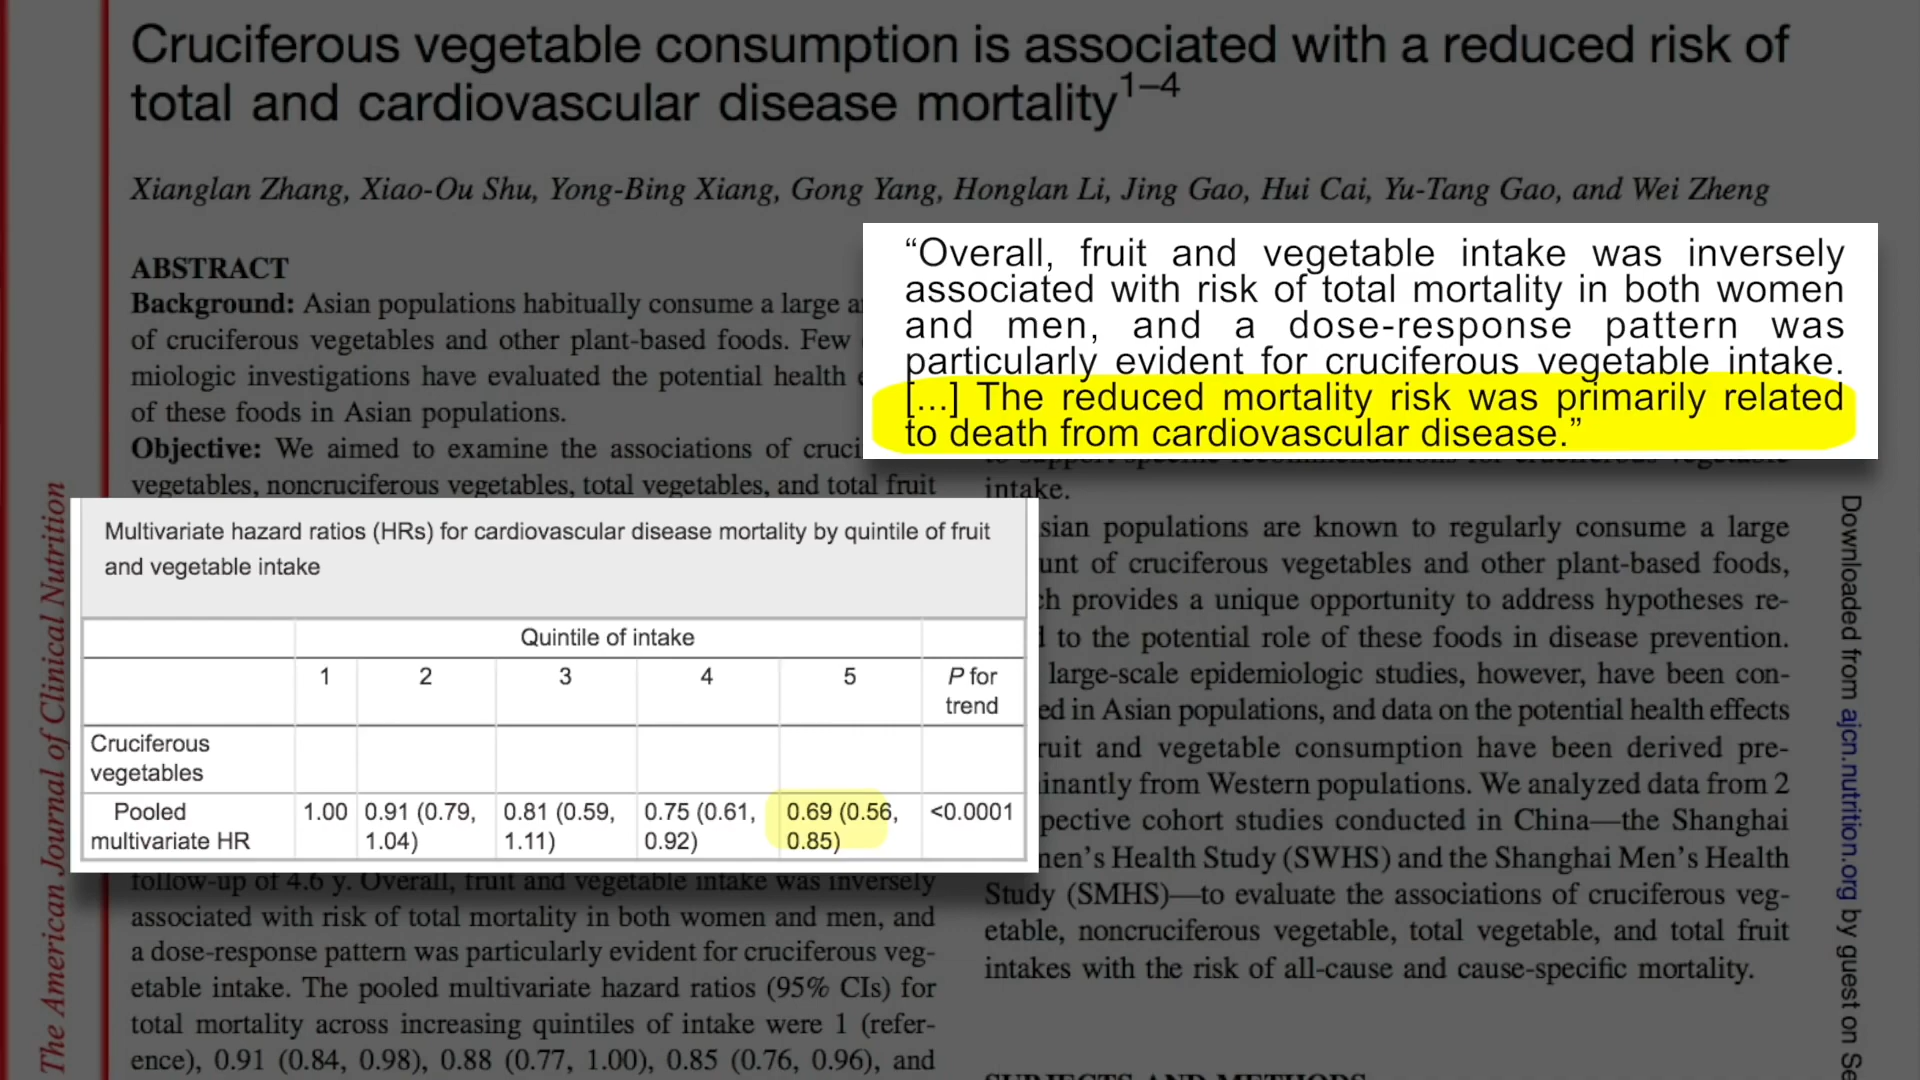 Cruciferous vegetable consumption is associated with a reduced risk of
total and cardiovascular disease mortality1–4
Xianglan Zhang, Xiao-Ou Shu, Yong-Bing Xiang, Gong Yang, Honglan Li, Jing Gao, Hui Cai, Yu-Tang Gao, and Wei Zheng
ABSTRACT
Background: Asian populations habitually consume a large
of cruciferous vegetables and other plant-based foods. Few
miologic investigations have evaluated the potential health
of these foods in Asian populations.
Objective: We aimed to examine the associations of cruci
vegetables, noncruciferous vegetables, total vegetables, and total fruit
“Overall, fruit and vegetable intake was inversely
associated with risk of total mortality in both women
and men, and a dose-response pattern was
particularly evident for cruciferous vegetable intake.
[...] The reduced mortality risk was primarily related
to death from cardiovascular disease.”
Multivariate hazard ratios (HRs) for cardiovascular disease mortality by quintile of fruit
and vegetable intake
Quintile of intake
1 2 3 4 5 P for
trend
Cruciferous
vegetables
Pooled 1.00 0.91 (0.79, 0.81 (0.59, 0.75 (0.61, 0.69 (0.56, <0.0001
multivariate HR 1.04) 1.11) 0.92) 0.85)
follow-up of 4.6 y. Overall, fruit and vegetable intake was inversely
associated with risk of total mortality in both women and men, and
a dose-response pattern was particularly evident for cruciferous veg-
etable intake. The pooled multivariate hazard ratios (95% CIs) for
total mortality across increasing quintiles of intake were 1 (refer-
ence), 0.91 (0.84, 0.98), 0.88 (0.77, 1.00), 0.85 (0.76, 0.96), and
to support specific recommendations for cruciferous vegetable
intake.
sian populations are known to regularly consume a large
unt of cruciferous vegetables and other plant-based foods,
ch provides a unique opportunity to address hypotheses re-
d to the potential role of these foods in disease prevention.
large-scale epidemiologic studies, however, have been con-
ed in Asian populations, and data on the potential health effects
ruit and vegetable consumption have been derived pre-
inantly from Western populations. We analyzed data from 2
pective cohort studies conducted in China—the Shanghai
men’s Health Study (SWHS) and the Shanghai Men’s Health
Study (SMHS)—to evaluate the associations of cruciferous veg-
etable, noncruciferous vegetable, total vegetable, and total fruit
intakes with the risk of all-cause and cause-specific mortality.
SUBJECTS AND METHODS
The American Journal of Clinical Nutrition
Downloaded from ajcn.nutrition.org by guest on Se